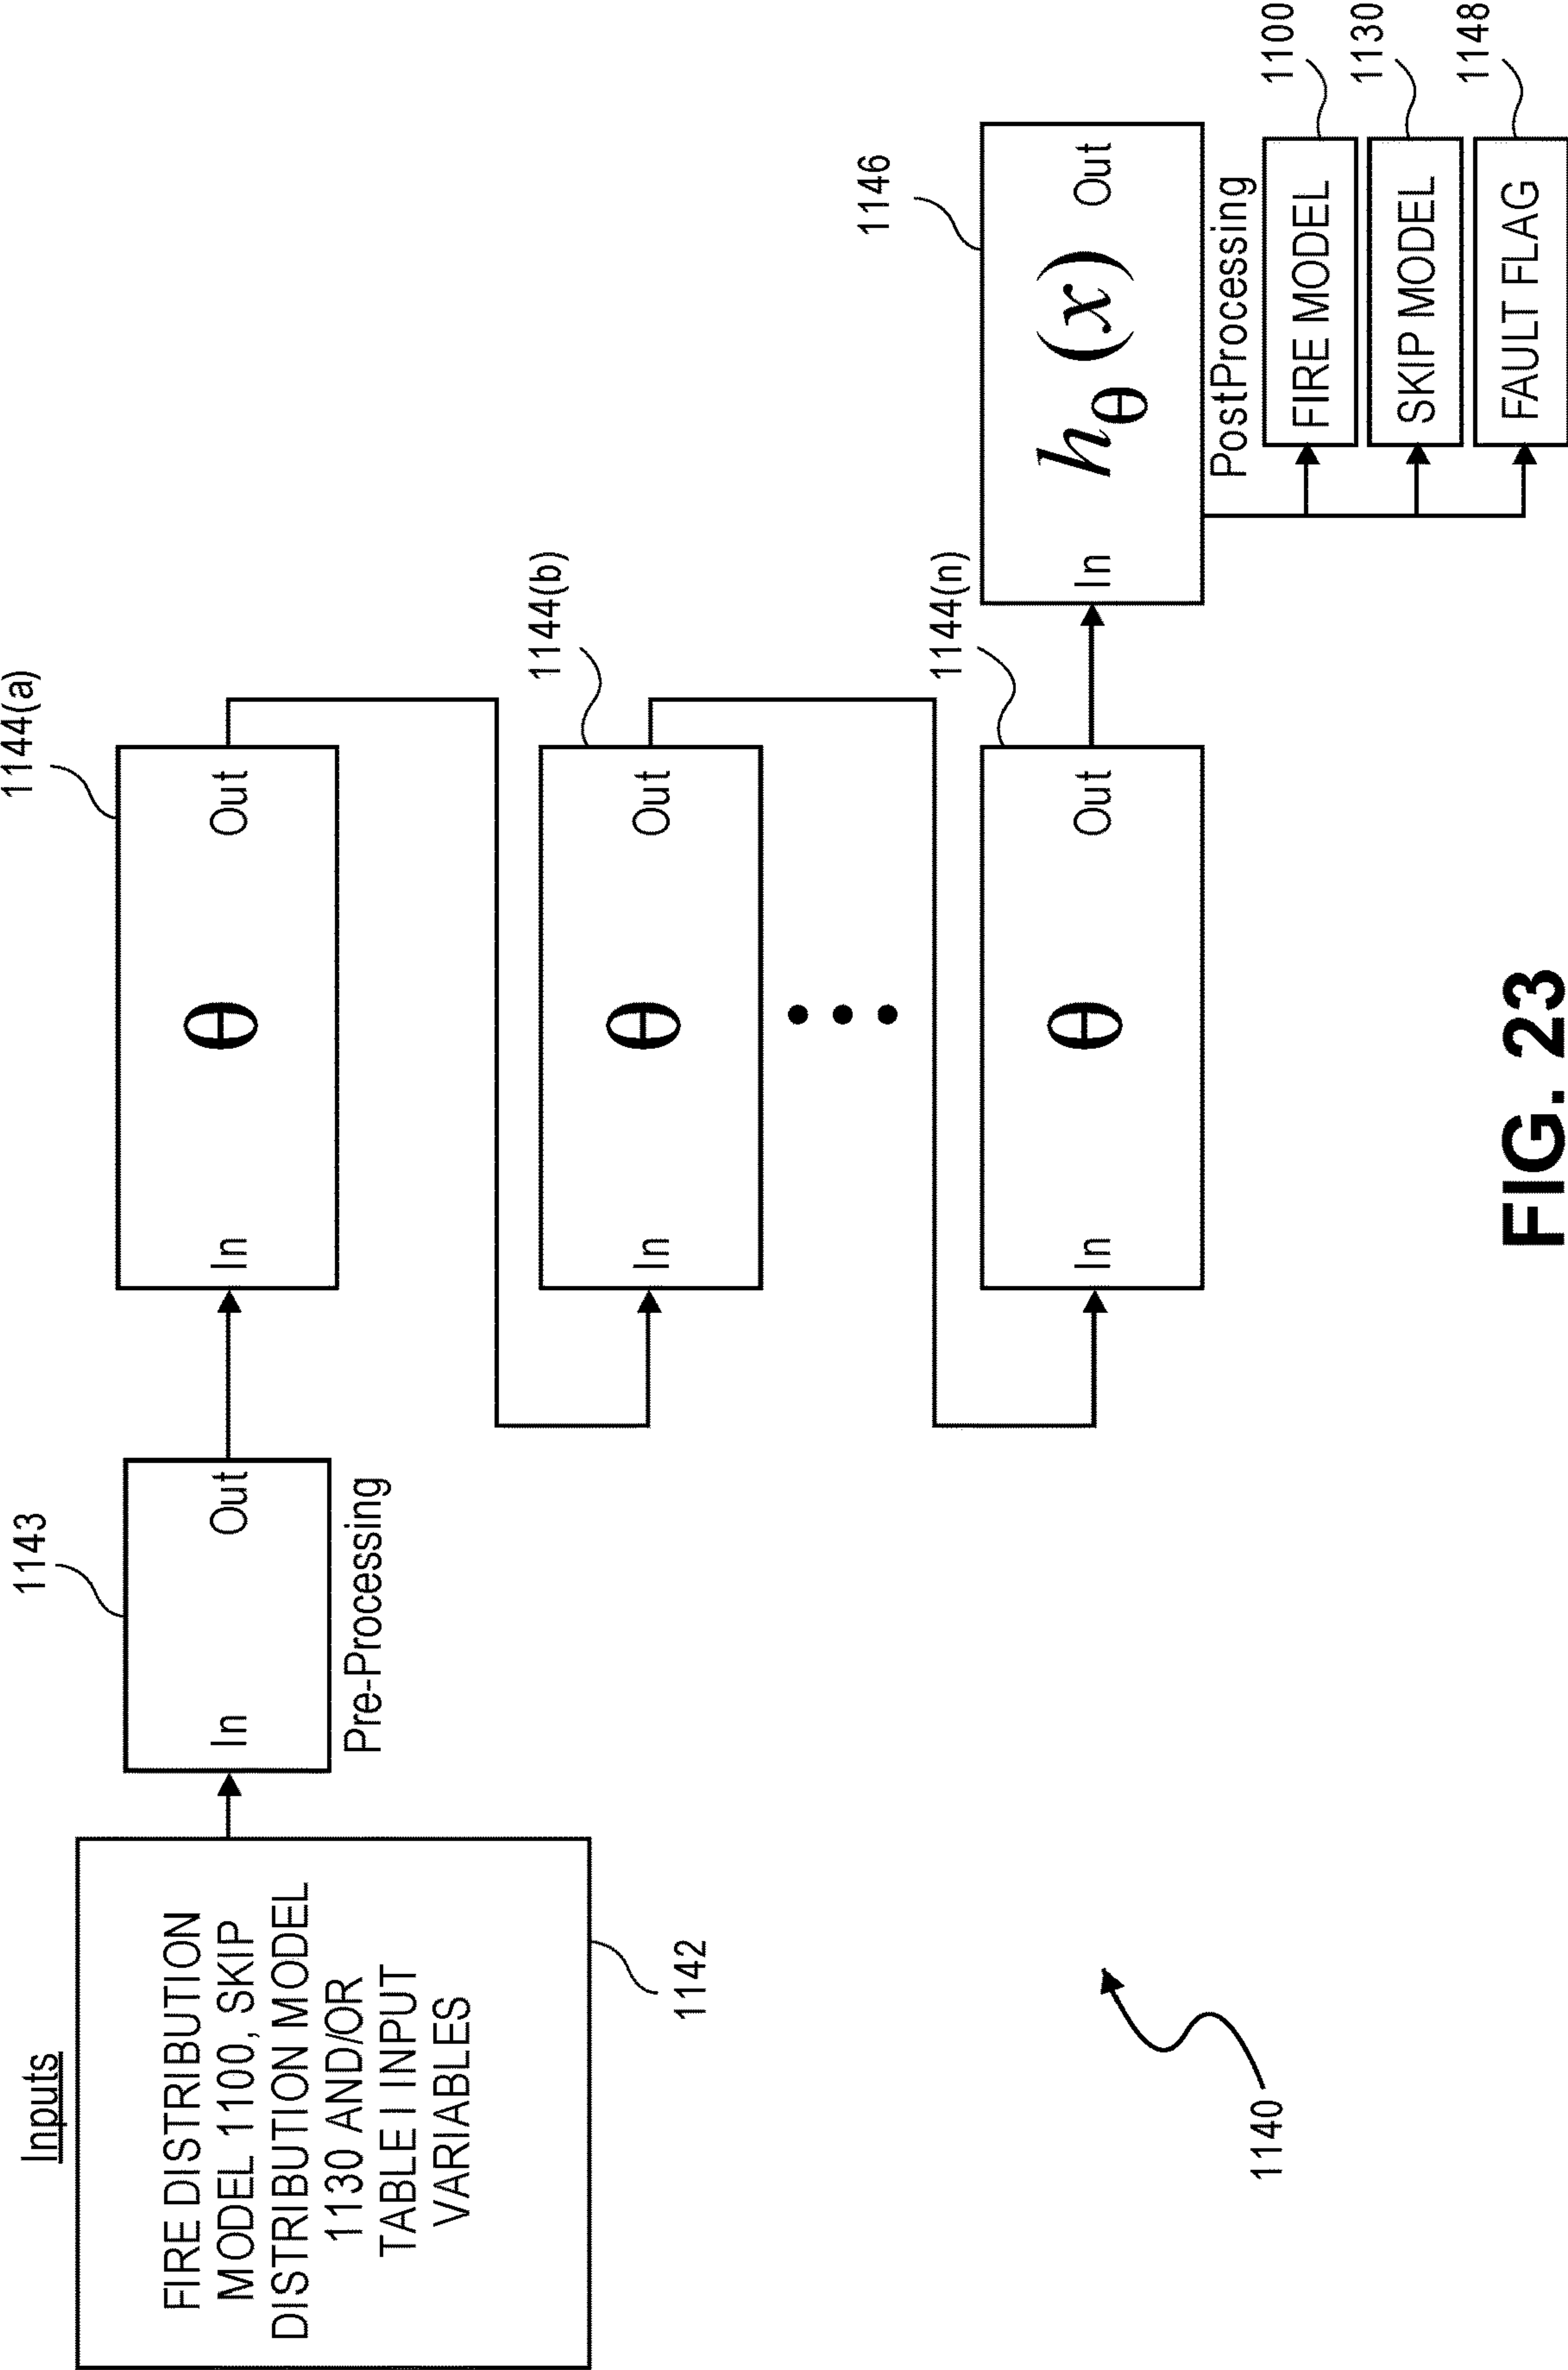 Inputs
FIRE DISTRIBUTION
MODEL 1100, SKIP
DISTRIBUTION MODEL
1130 AND/OR
TABLE I INPUT
VARIABLES
1142
1143
In Out
Pre-Processing
1144(a)
In θ Out
1144(b)
In θ Out
1144(n)
In θ Out
1146
In hθ(x) Out
PostProcessing
FIRE MODEL 1100
SKIP MODEL 1130
FAULT FLAG 1148
1140
FIG. 23